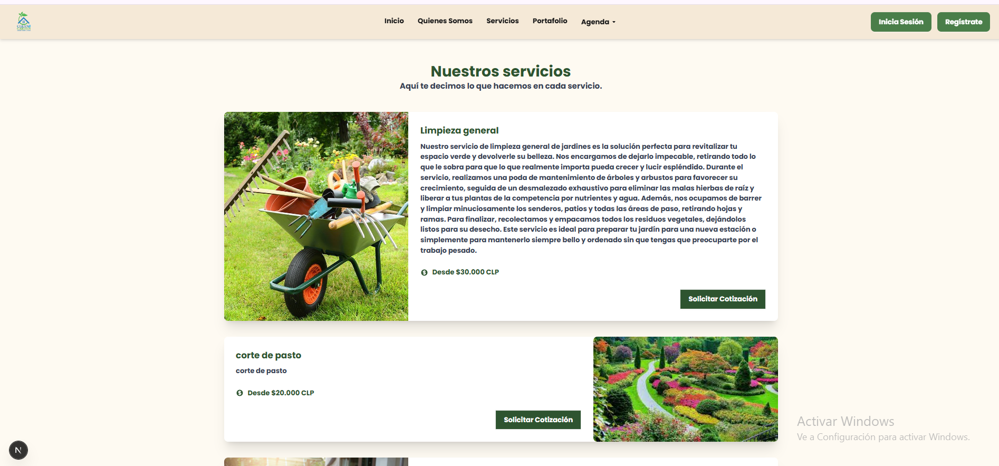 CLEAN &
GARDEN
Inicio
Quienes Somos
Servicios
Portafolio
Agenda
Inicia Sesión
Regístrate
Nuestros servicios
Aquí te decimos lo que hacemos en cada servicio.
Limpieza general
Nuestro servicio de limpieza general de jardines es la solución perfecta para revitalizar tu
espacio verde y devolverle su belleza. Nos encargamos de dejarlo impecable, retirando todo lo
que le sobra para que lo que realmente importa pueda crecer y lucir espléndido. Durante el
servicio, realizamos una poda de mantenimiento de árboles y arbustos para favorecer su
crecimiento, seguida de un desmalezado exhaustivo para eliminar las malas hierbas de raíz y
liberar a tus plantas de la competencia por nutrientes y agua. Además, nos ocupamos de barrer
y limpiar minuciosamente los senderos, patios y todas las áreas de paso, retirando hojas y
ramas. Para finalizar, recolectamos y empacamos todos los residuos vegetales, dejándolos
listos para su desecho. Este servicio es ideal para preparar tu jardín para una nueva estación o
simplemente para mantenerlo siempre bello y ordenado sin que tengas que preocuparte por el
trabajo pesado.
Desde $30.000 CLP
Solicitar Cotización
corte de pasto
corte de pasto
Desde $20.000 CLP
Solicitar Cotización
Activar Windows
Ve a Configuración para activar Windows.
N